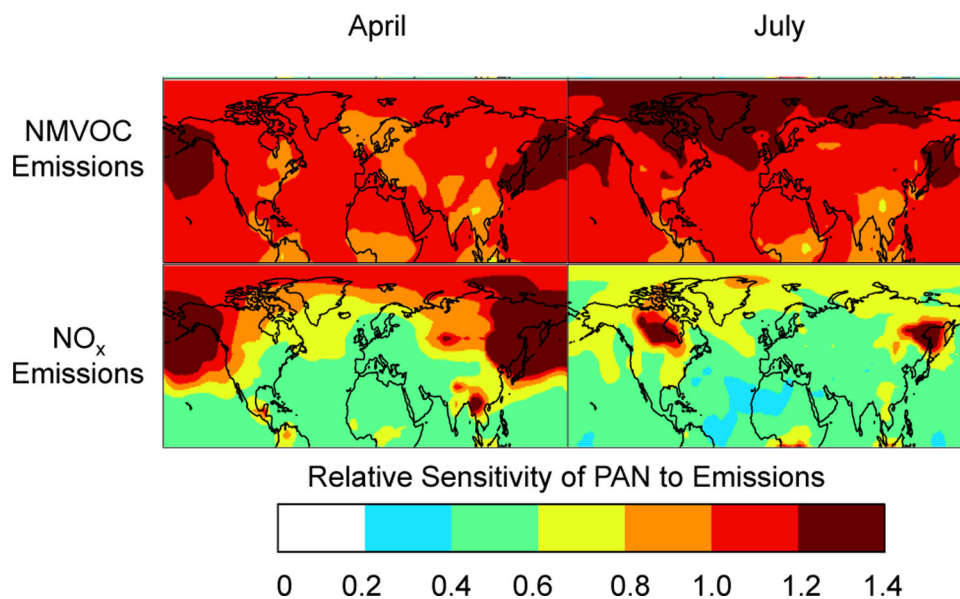 April July
NMVOC
Emissions
NOx
Emissions
Relative Sensitivity of PAN to Emissions
0 0.2 0.4 0.6 0.8 1.0 1.2 1.4